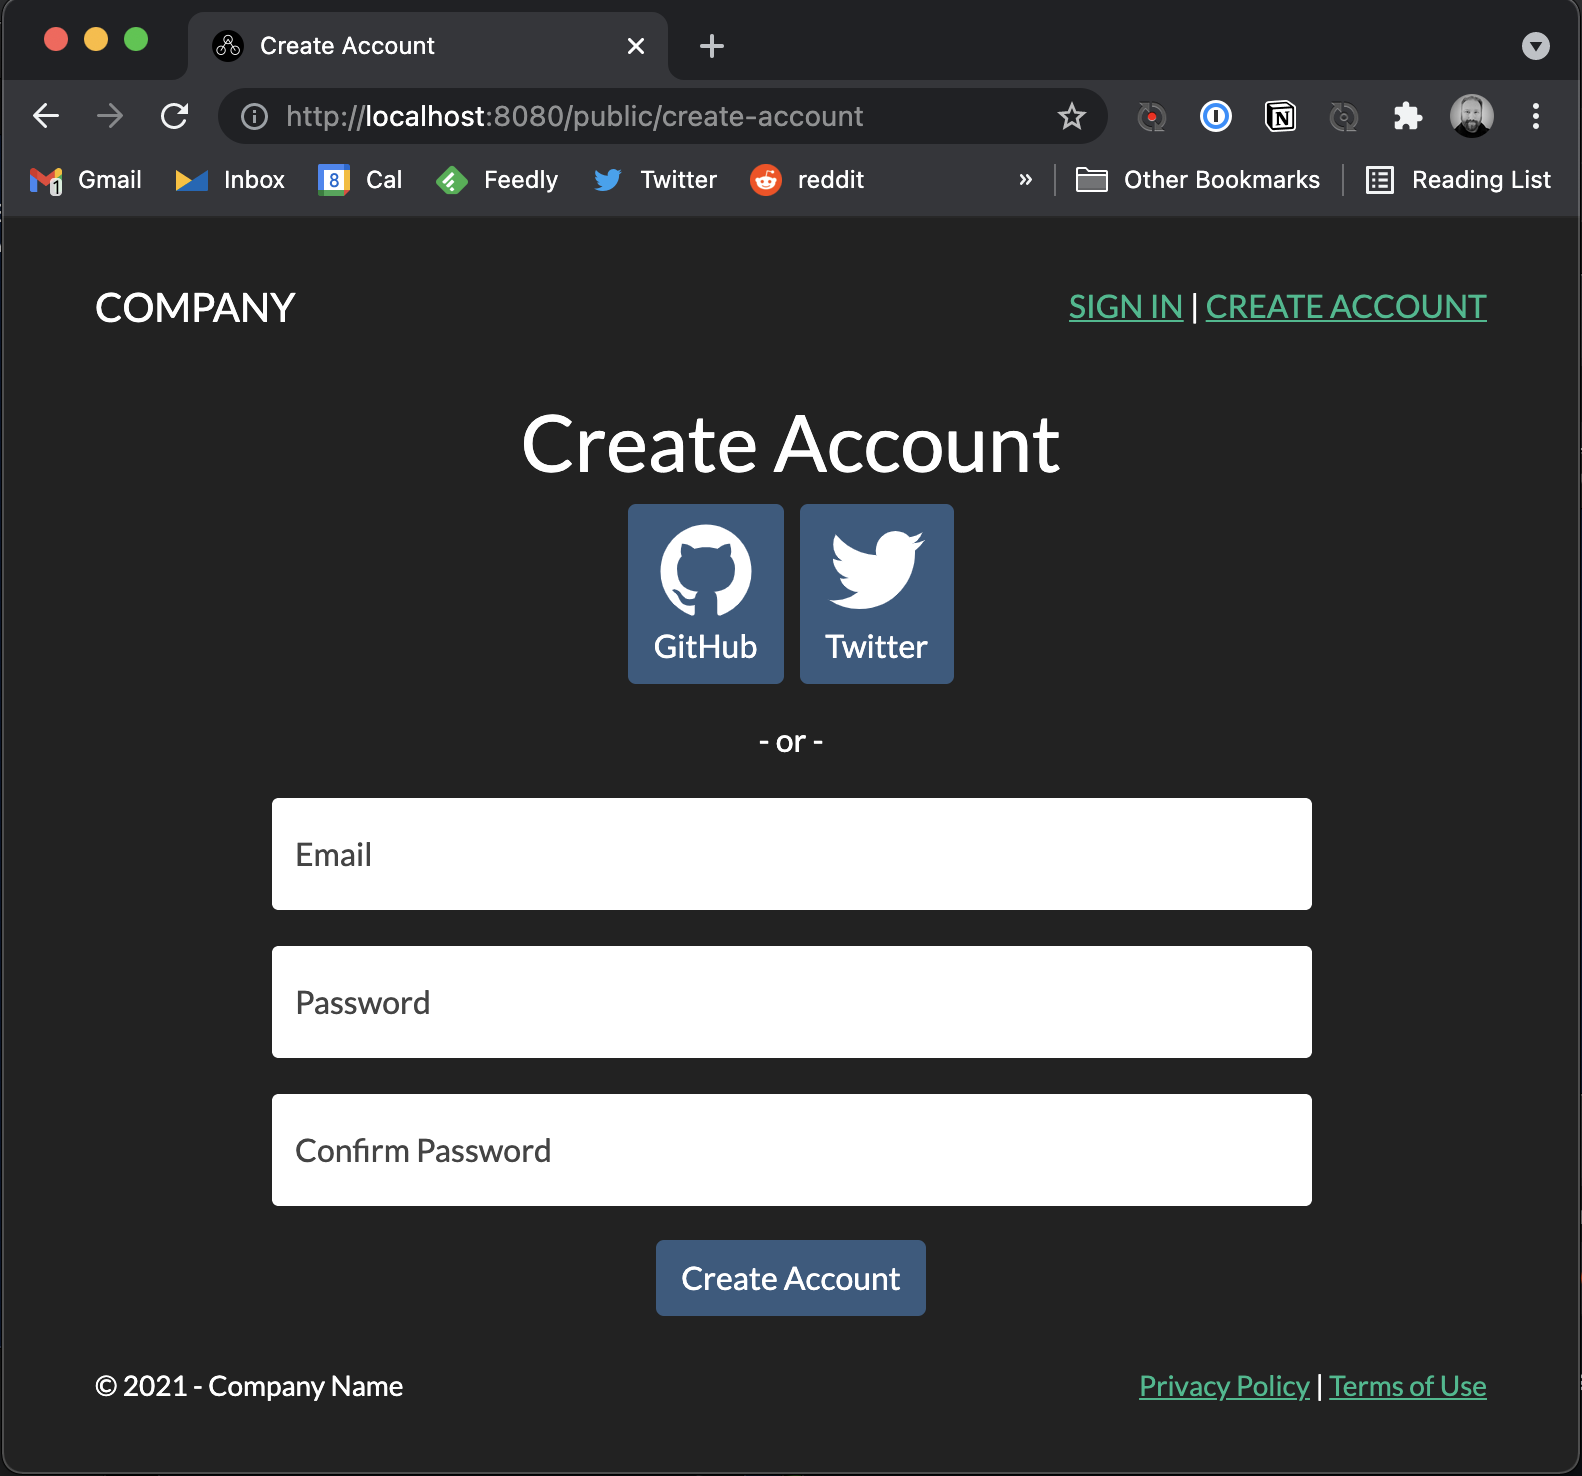 Create Account
http://localhost:8080/public/create-account
1 Gmail Inbox 8 Cal Feedly Twitter reddit » Other Bookmarks Reading List
COMPANY SIGN IN | CREATE ACCOUNT
Create Account
GitHub Twitter
- or -
Email
Password
Confirm Password
Create Account
© 2021 - Company Name Privacy Policy | Terms of Use